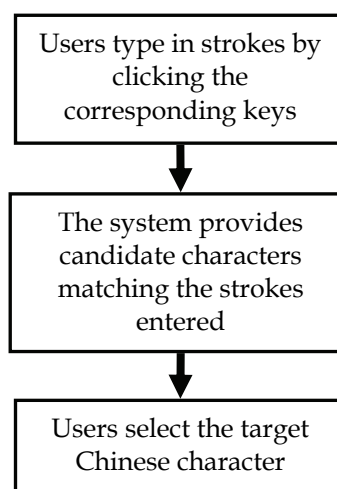 Users type in strokes by
clicking the
corresponding keys
The system provides
candidate characters
matching the strokes
entered
Users select the target
Chinese character